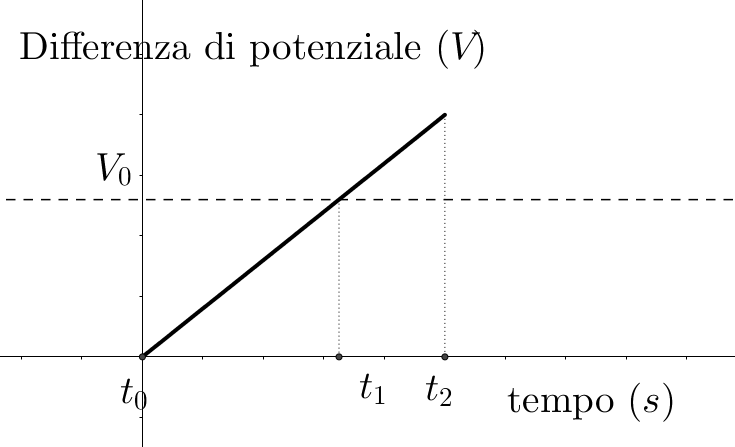 Differenza di potenziale (V)
V₀
t₀
t₁
t₂
tempo (s)